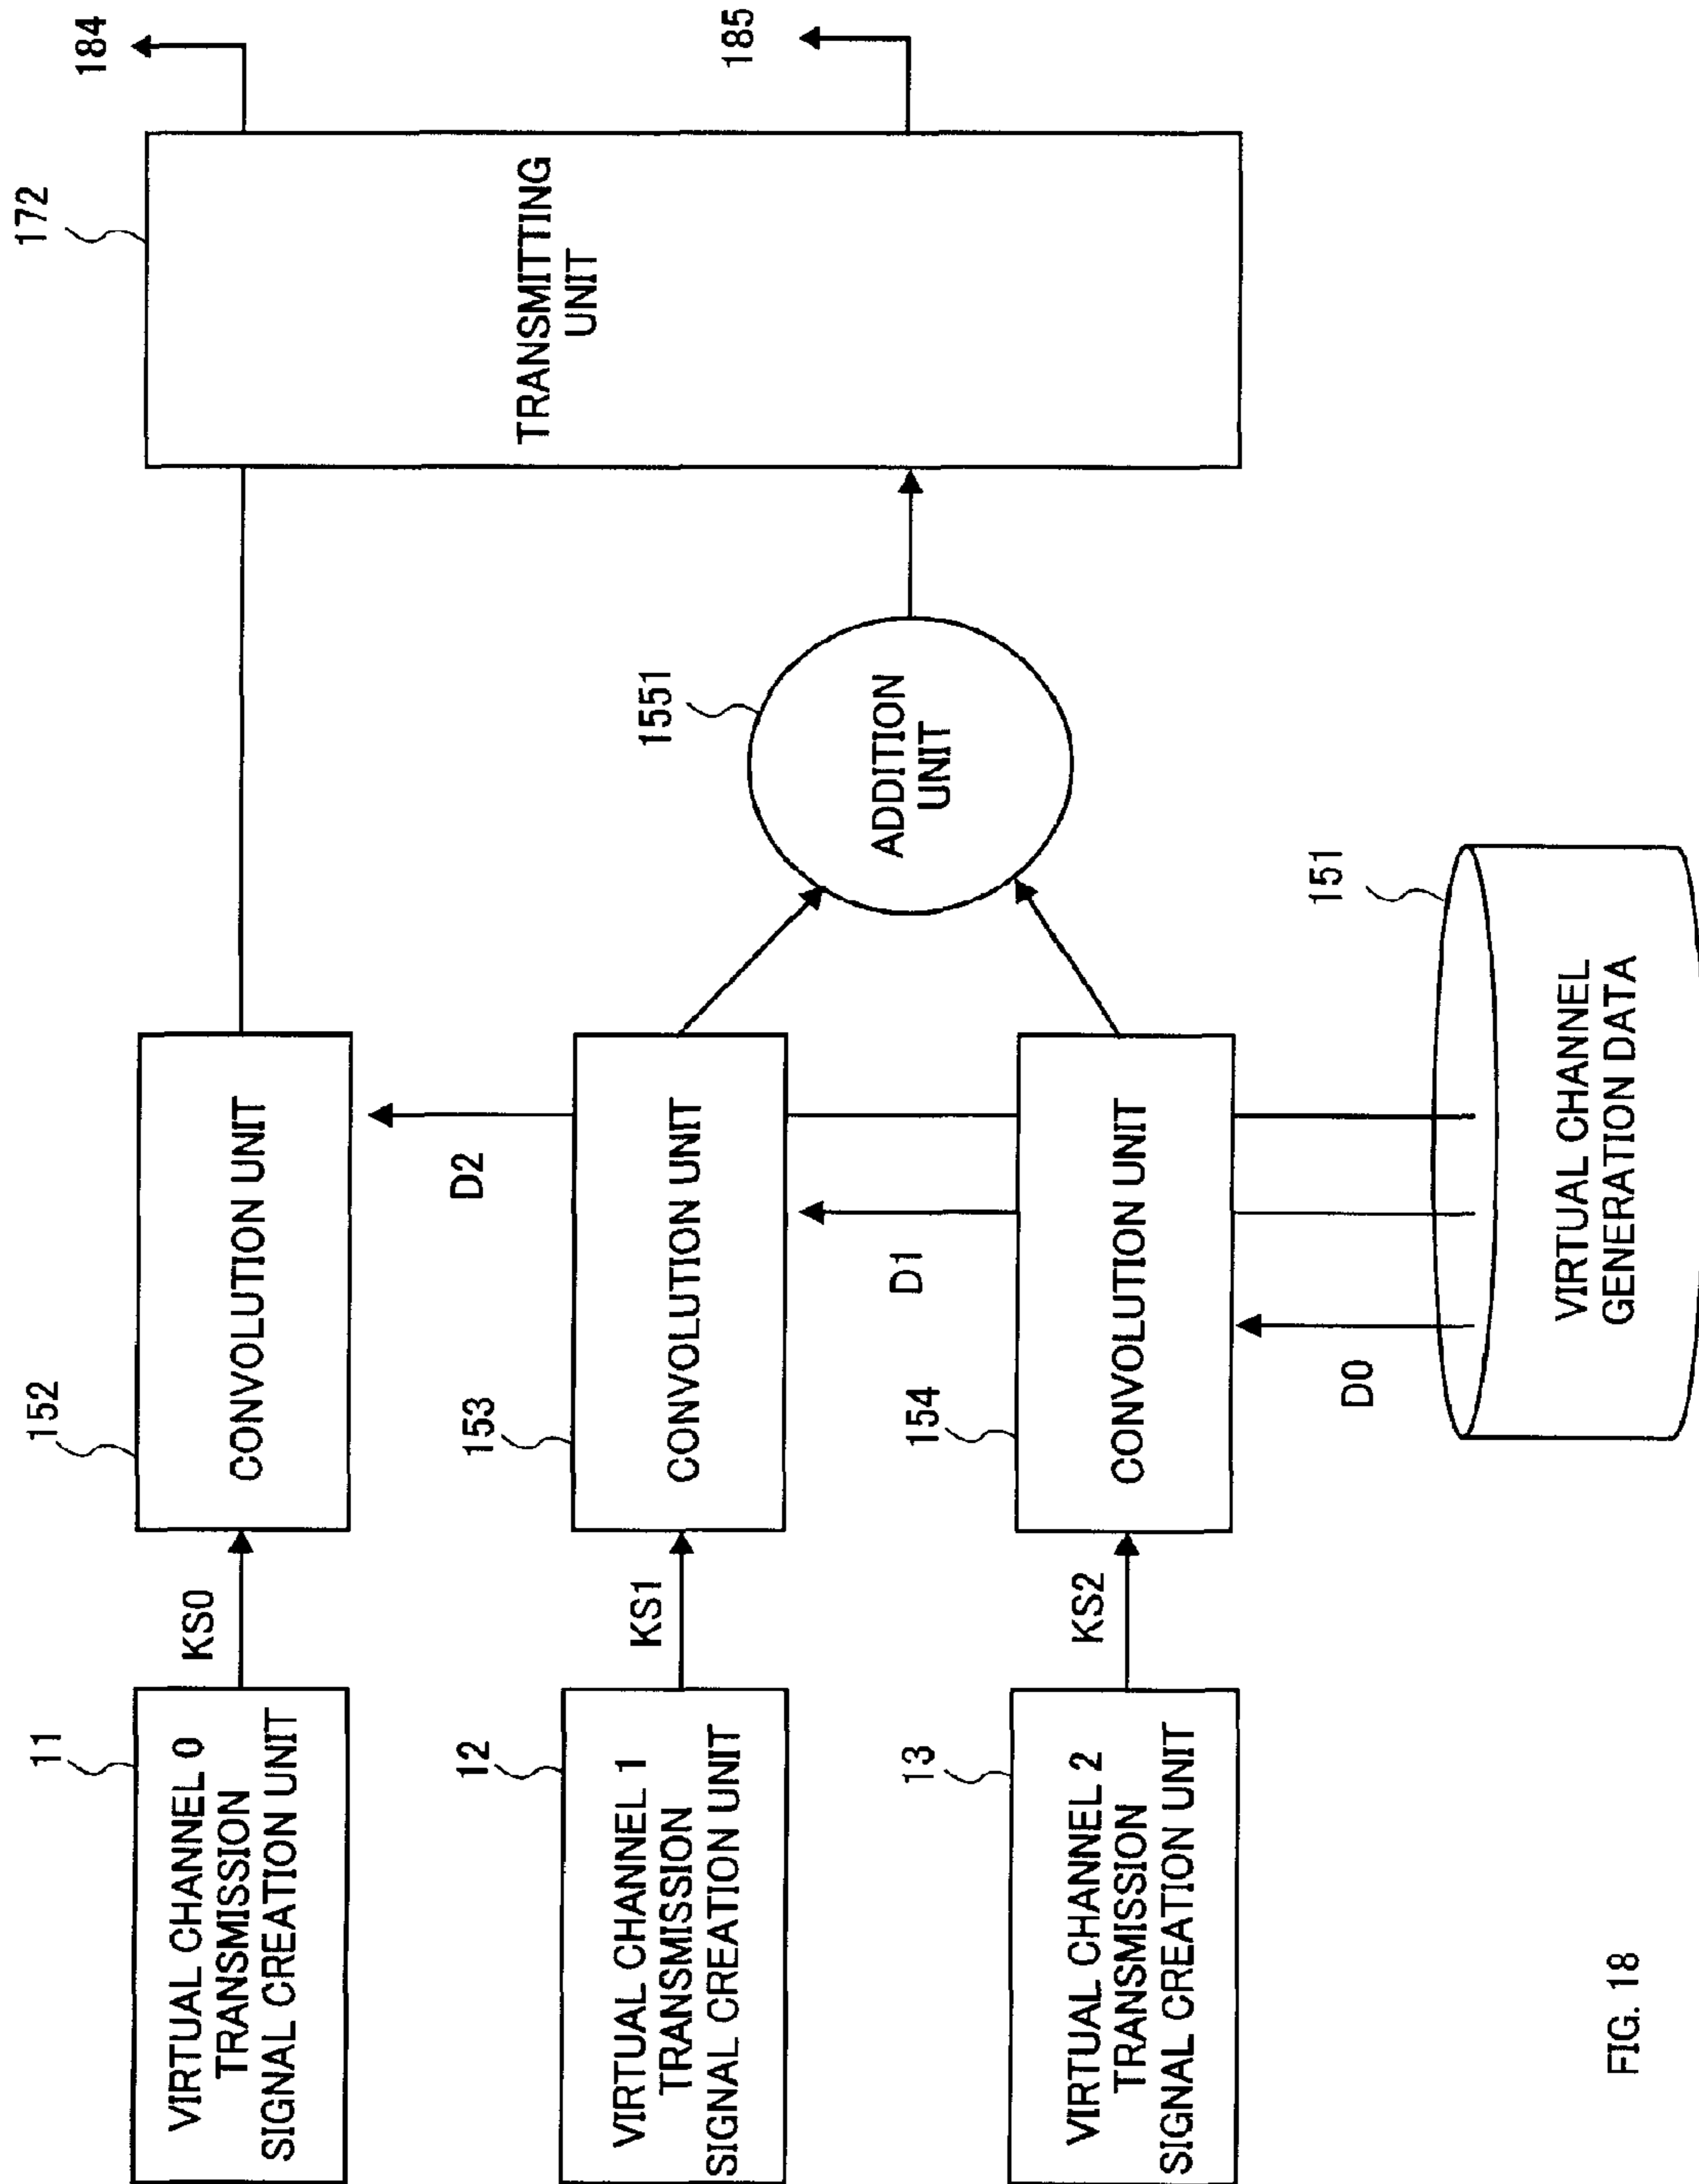 11
VIRTUAL CHANNEL 0
TRANSMISSION
SIGNAL CREATION UNIT
KS0
152
CONVOLUTION UNIT
D2
172
TRANSMITTING
UNIT
184
185
12
VIRTUAL CHANNEL 1
TRANSMISSION
SIGNAL CREATION UNIT
KS1
153
CONVOLUTION UNIT
D1
1551
ADDITION
UNIT
13
VIRTUAL CHANNEL 2
TRANSMISSION
SIGNAL CREATION UNIT
KS2
154
CONVOLUTION UNIT
D0
151
VIRTUAL CHANNEL
GENERATION DATA
FIG. 18